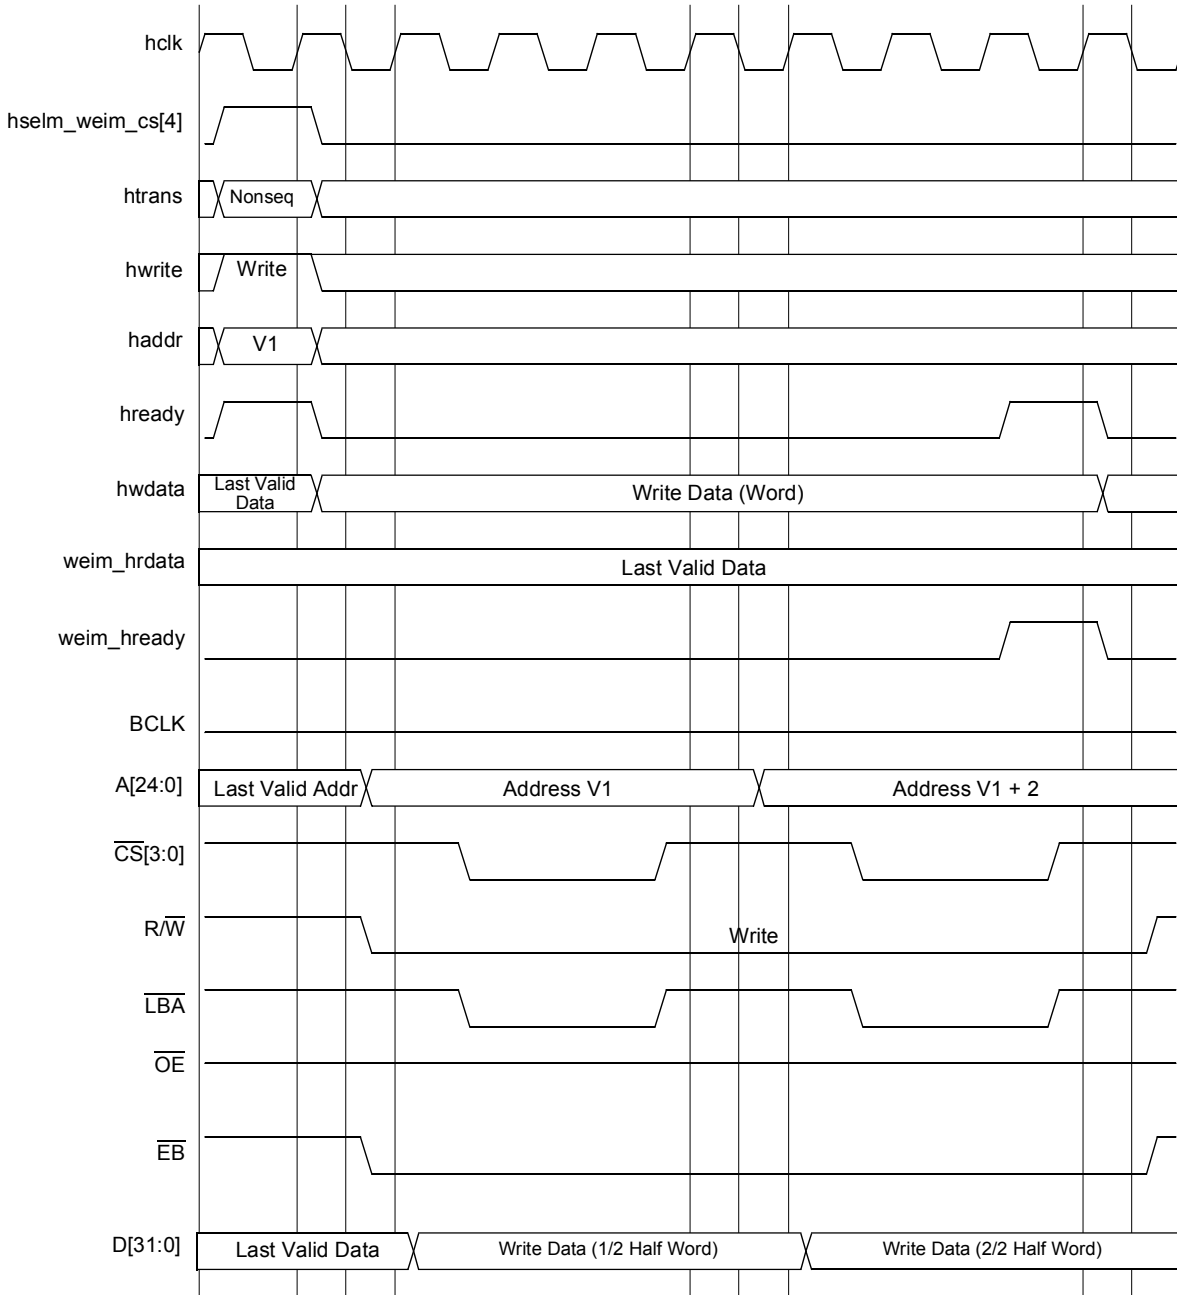 hclk
hselm_weim_cs[4]
htrans Nonseq
hwrite Write
haddr V1
hready
hwdata Last Valid Data Write Data (Word)
weim_hrdata Last Valid Data
weim_hready
BCLK
A[24:0] Last Valid Addr Address V1 Address V1 + 2
CS[3:0]
R/W Write
LBA
OE
EB
D[31:0] Last Valid Data Write Data (1/2 Half Word) Write Data (2/2 Half Word)